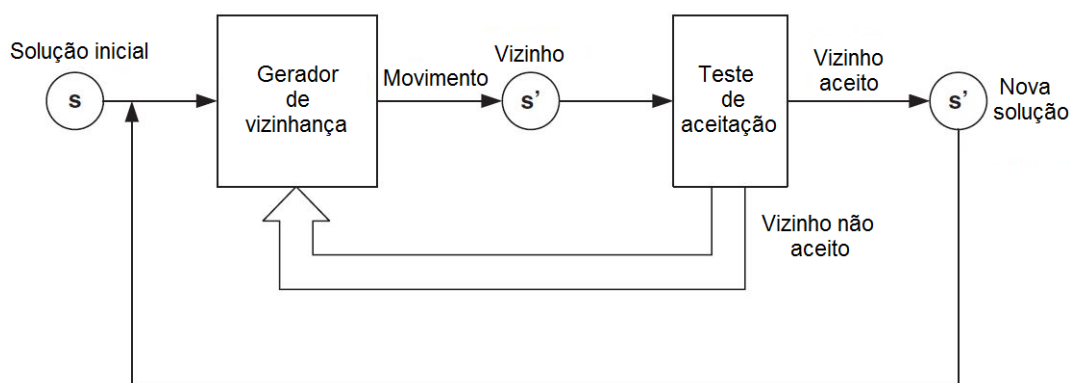 Solução inicial
s
Gerador
de
vizinhança
Movimento
Vizinho
s'
Teste
de
aceitação
Vizinho
aceito
s'
Nova
solução
Vizinho não
aceito